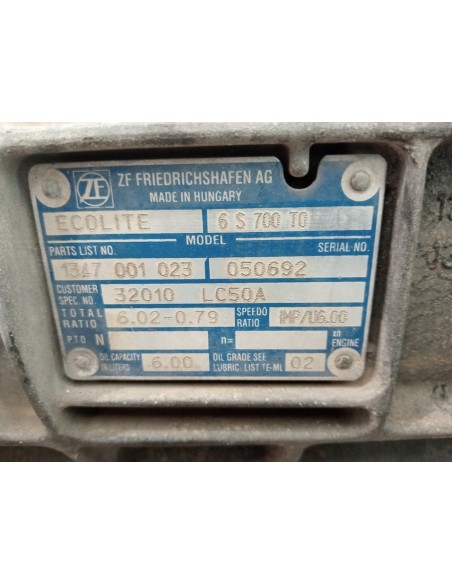 ZF
ZF FRIEDRICHSHAFEN AG
MADE IN HUNGARY
ECOLITE 6 S 700 TO
MODEL
PARTS LIST NO. SERIAL NO.
1347 001 023 050692
CUSTOMER SPEC NO. 32010 LC50A
TOTAL RATIO 6.02-0.79 SPEEDO RATIO IMP/U6.00
P.T.O N n= xn ENGINE
OIL CAPACITY IN LITERS 6.00 OIL GRADE SEE LUBRIC. LIST TE-ML 02